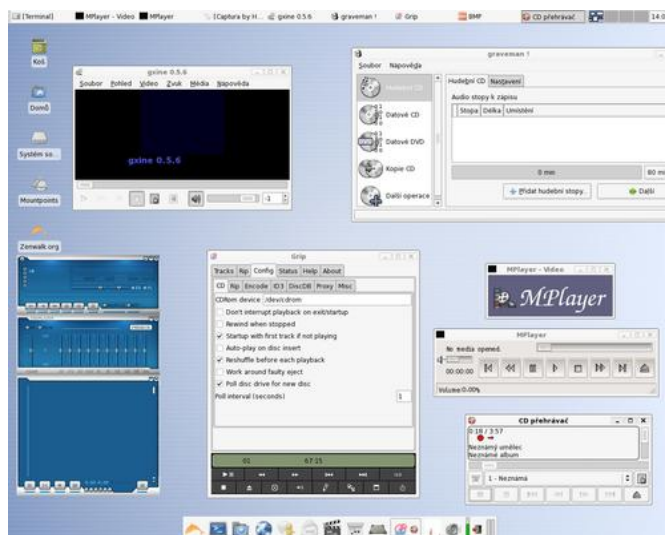 [Terminal] MPlayer - Video MPlayer [Captura by H... gxine 0.5.6 graveman ! Grip BMP CD přehrávač
Koš
Domů
Systém so...
Mountpoints
Zenwalk.org
gxine 0.5.6
Soubor Pohled Video Zvuk Média Nápověda
gxine 0.5.6
-1
graveman !
Soubor Nápověda
Hudební CD
Datové CD
Datové DVD
Kopie CD
Další operace
Hudební CD Nastavení
Audio stopy k zápisu
Stopa Délka Umístění
0 min
80 mi
Přidat hudební stopy...
Další
Grip
Tracks Rip Config Status Help About
CD Rip Encode ID3 DiscDB Proxy Misc
CDRom device /dev/cdrom
Don't interrupt playback on exit/startup
Rewind when stopped
Startup with first track if not playing
Auto-play on disc insert
Reshuffle before each playback
Work around faulty eject
Poll disc drive for new disc
Poll interval (seconds) 1
01 67:15
MPlayer - Video
MPlayer
MPlayer
No media opened.
00:00:00
Volume:0.00%
CD přehrávač
0:18 / 3:57
Neznámý umělec
Neznámé album
1 - Neznámá